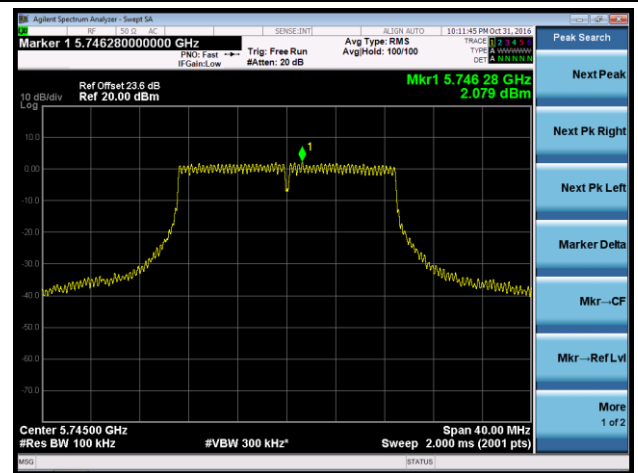 Agilent Spectrum Analyzer - Swept SA
RF 50 Ω AC SENSE:INT ALIGN AUTO 10:11:45 PM Oct 31, 2016
Marker 1 5.746280000000 GHz
PNO: Fast
IFGain:Low
Trig: Free Run
#Atten: 20 dB
Avg Type: RMS
Avg|Hold: 100/100
TRACE 1 2 3 4 5 6
TYPE A WWWWW
DET A N N N N N
Peak Search
Next Peak
Next Pk Right
Next Pk Left
Marker Delta
Mkr→CF
Mkr→Ref Lvl
More
1 of 2
Mkr1 5.746 28 GHz
2.079 dBm
Ref Offset 23.6 dB
10 dB/div Ref 20.00 dBm
Log
10.0
0.00
-10.0
-20.0
-30.0
-40.0
-50.0
-60.0
-70.0
1
Center 5.74500 GHz Span 40.00 MHz
#Res BW 100 kHz #VBW 300 kHz* Sweep 2.000 ms (2001 pts)
MSG STATUS